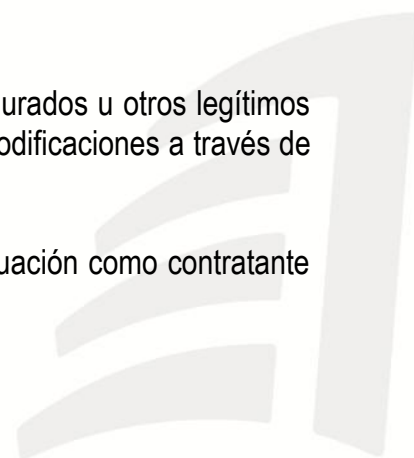 urados u otros legítimos
odificaciones a través de
uación como contratante